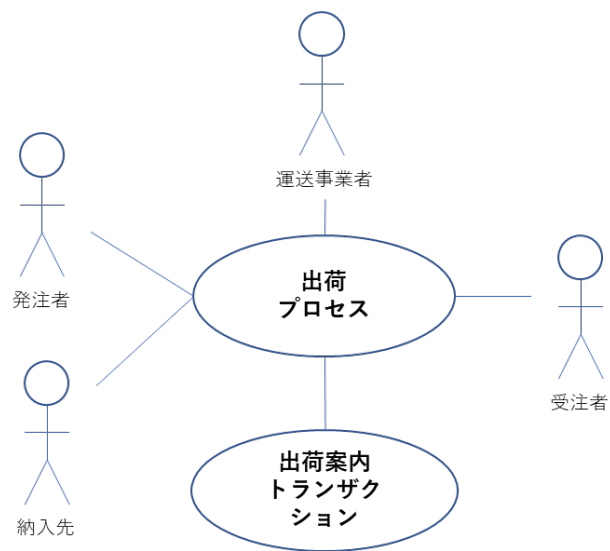 運送事業者
発注者
出荷
プロセス
受注者
出荷案内
トランザク
ション
納入先